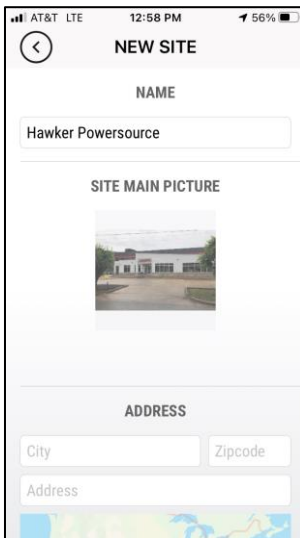 AT&T LTE 12:58 PM 56%
NEW SITE
NAME
Hawker Powersource
SITE MAIN PICTURE
ADDRESS
City Zipcode
Address